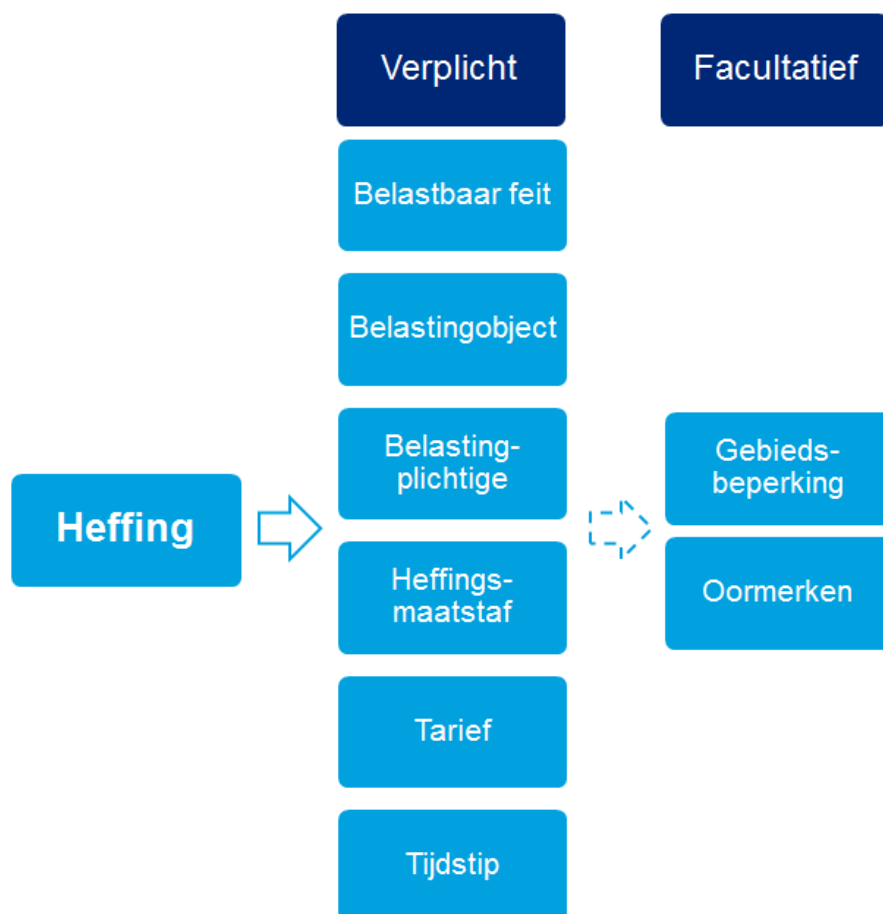 Verplicht
Facultatief
Belastbaar feit
Belastingobject
Belasting-
plichtige
Gebieds-
beperking
Heffing
Heffings-
maatstaf
Oormerken
Tarief
Tijdstip